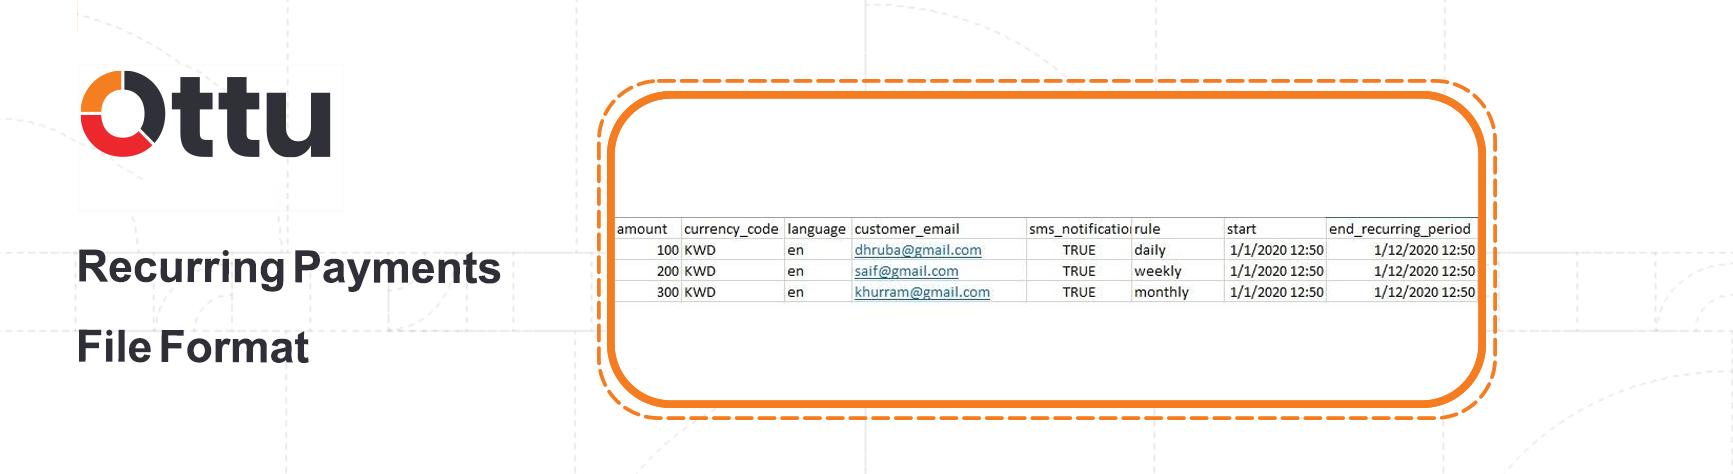 Ottu
Recurring Payments
File Format
amount currency_code language customer_email sms_notification rule start end_recurring_period
100 KWD en dhruba@gmail.com TRUE daily 1/1/2020 12:50 1/12/2020 12:50
200 KWD en saif@gmail.com TRUE weekly 1/1/2020 12:50 1/12/2020 12:50
300 KWD en khurram@gmail.com TRUE monthly 1/1/2020 12:50 1/12/2020 12:50